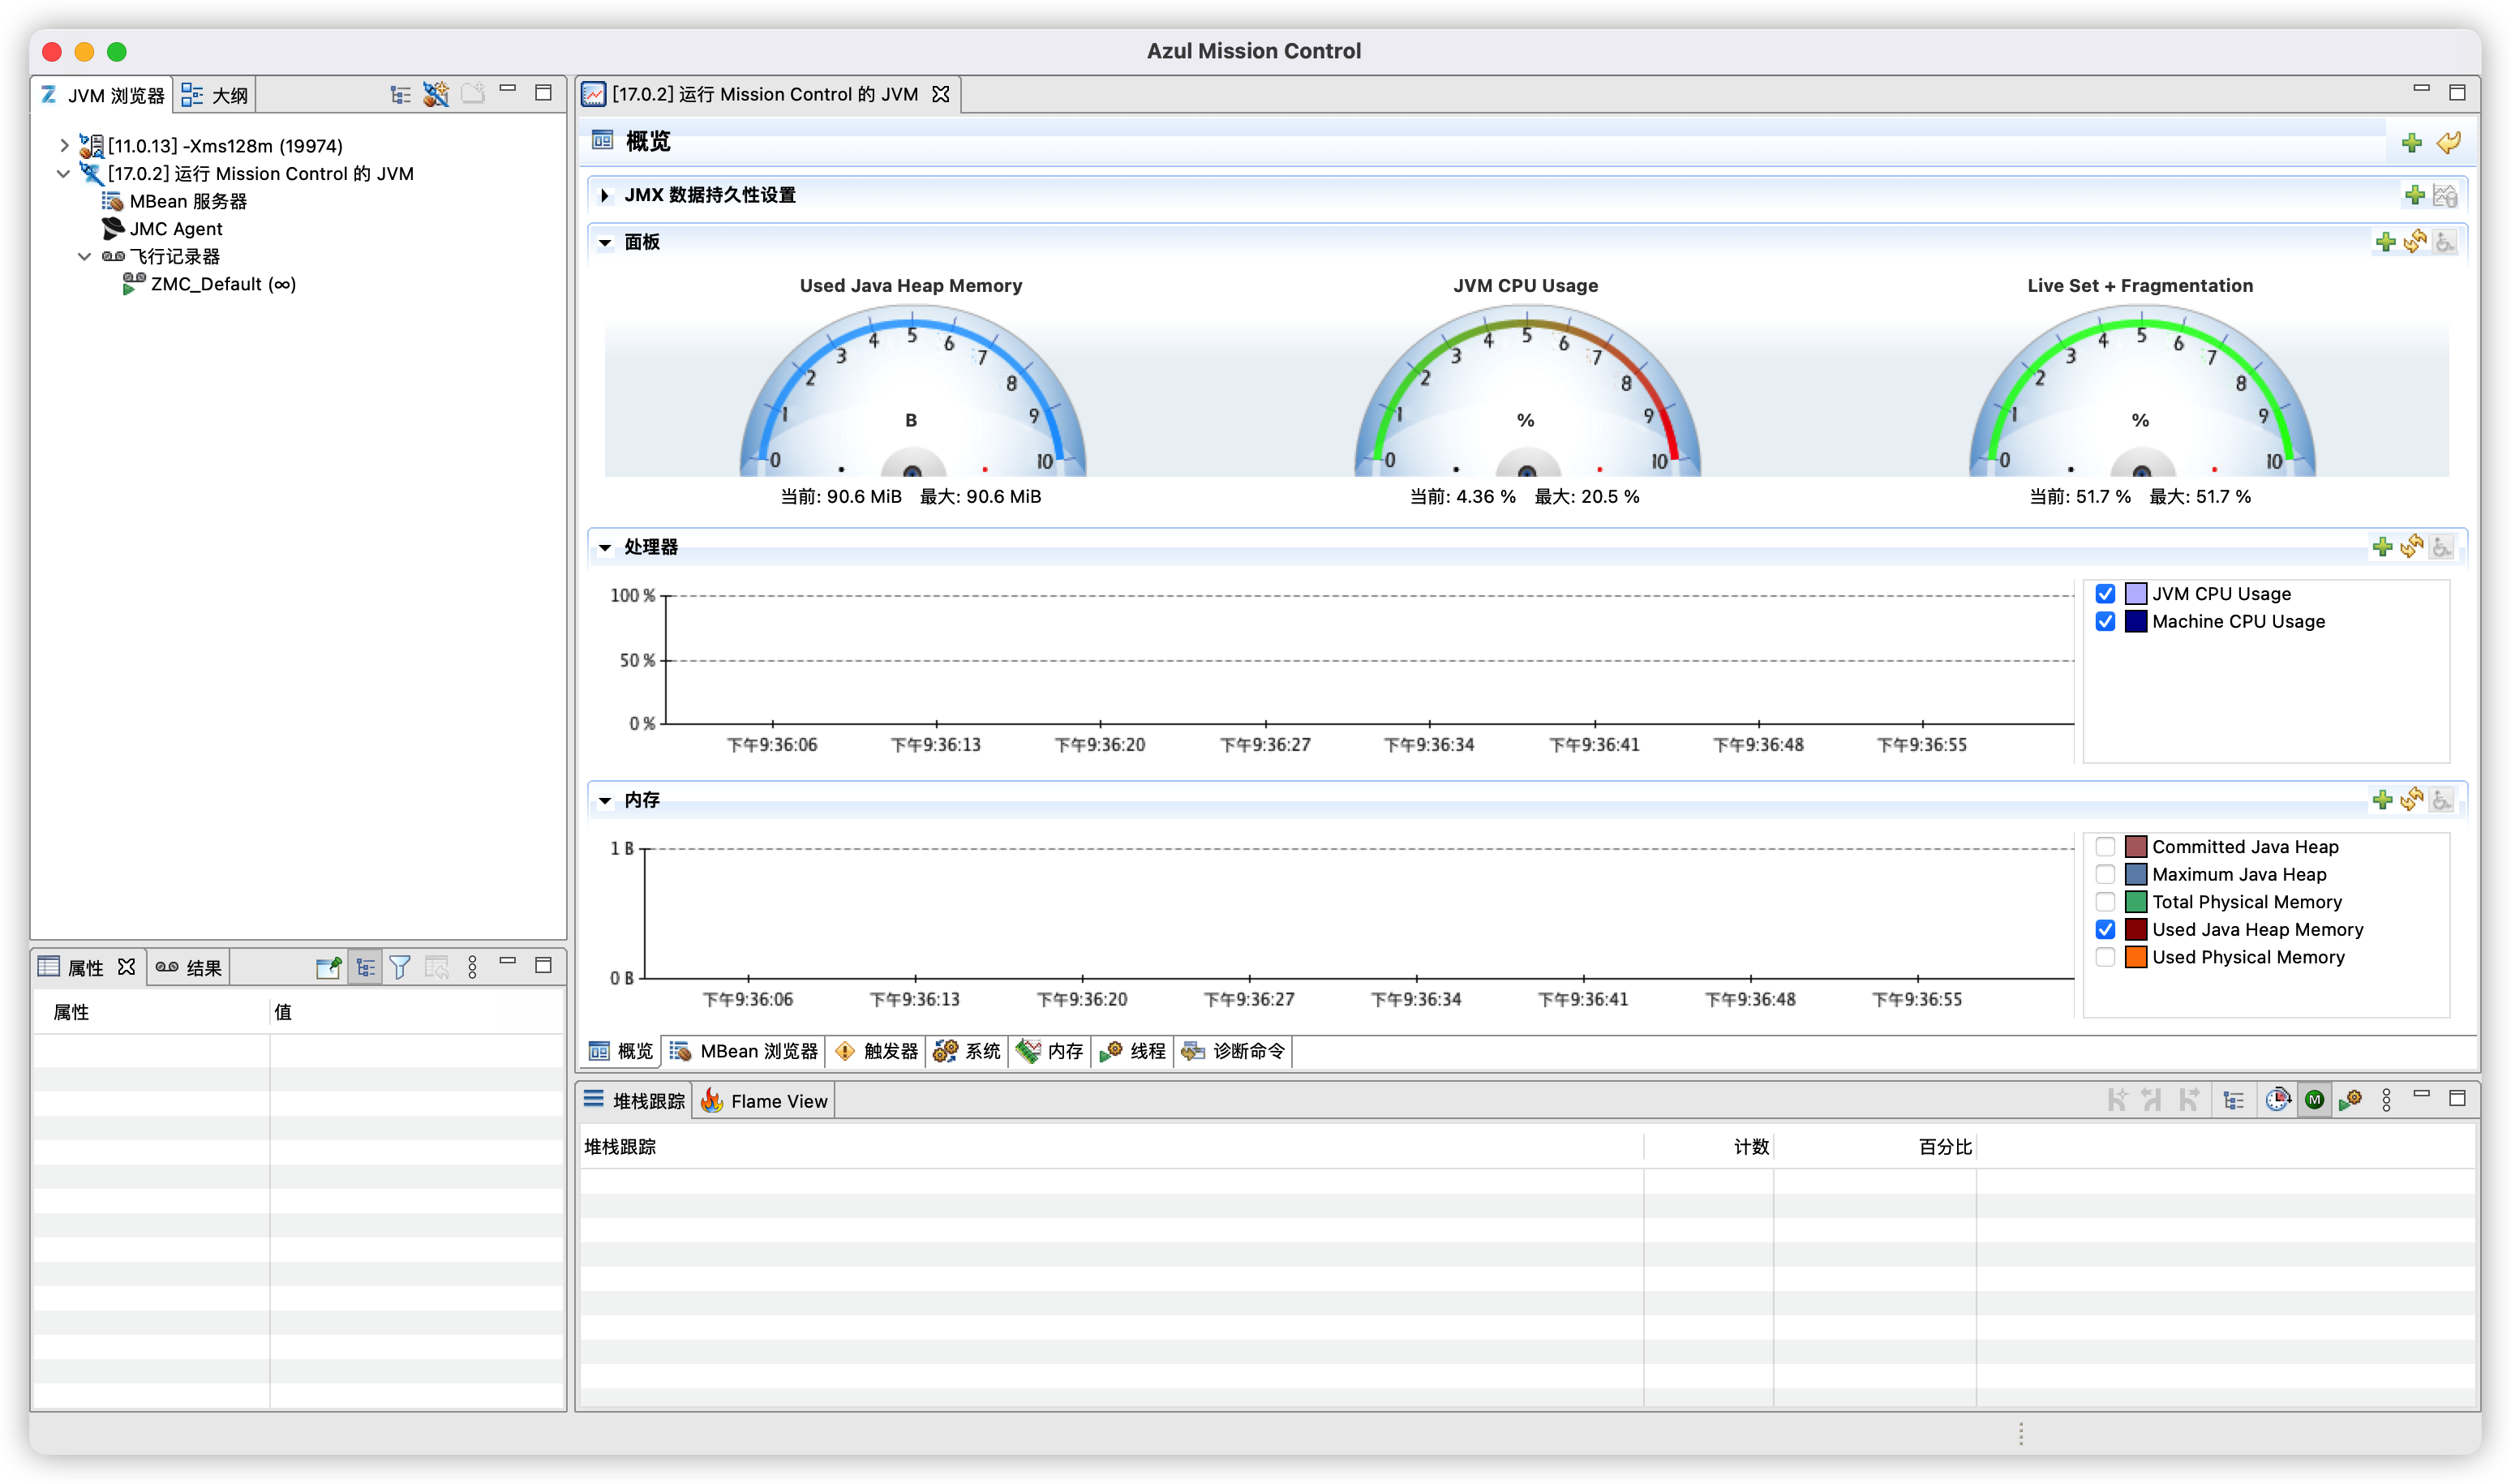 Azul Mission Control
JVM 浏览器
大纲
[11.0.13] -Xms128m (19974)
[17.0.2] 运行 Mission Control 的 JVM
MBean 服务器
JMC Agent
飞行记录器
ZMC_Default (∞)
[17.0.2] 运行 Mission Control 的 JVM
概览
JMX 数据持久性设置
面板
Used Java Heap Memory
0 1 2 3 4 5 6 7 8 9 10
B
当前: 90.6 MiB 最大: 90.6 MiB
JVM CPU Usage
0 1 2 3 4 5 6 7 8 9 10
%
当前: 4.36 % 最大: 20.5 %
Live Set + Fragmentation
0 1 2 3 4 5 6 7 8 9 10
%
当前: 51.7 % 最大: 51.7 %
处理器
100 %
50 %
0 %
下午9:36:06 下午9:36:13 下午9:36:20 下午9:36:27 下午9:36:34 下午9:36:41 下午9:36:48 下午9:36:55
JVM CPU Usage
Machine CPU Usage
内存
1 B
0 B
下午9:36:06 下午9:36:13 下午9:36:20 下午9:36:27 下午9:36:34 下午9:36:41 下午9:36:48 下午9:36:55
Committed Java Heap
Maximum Java Heap
Total Physical Memory
Used Java Heap Memory
Used Physical Memory
概览 MBean 浏览器 触发器 系统 内存 线程 诊断命令
属性
结果
属性 值
堆栈跟踪
Flame View
M
堆栈跟踪 计数 百分比